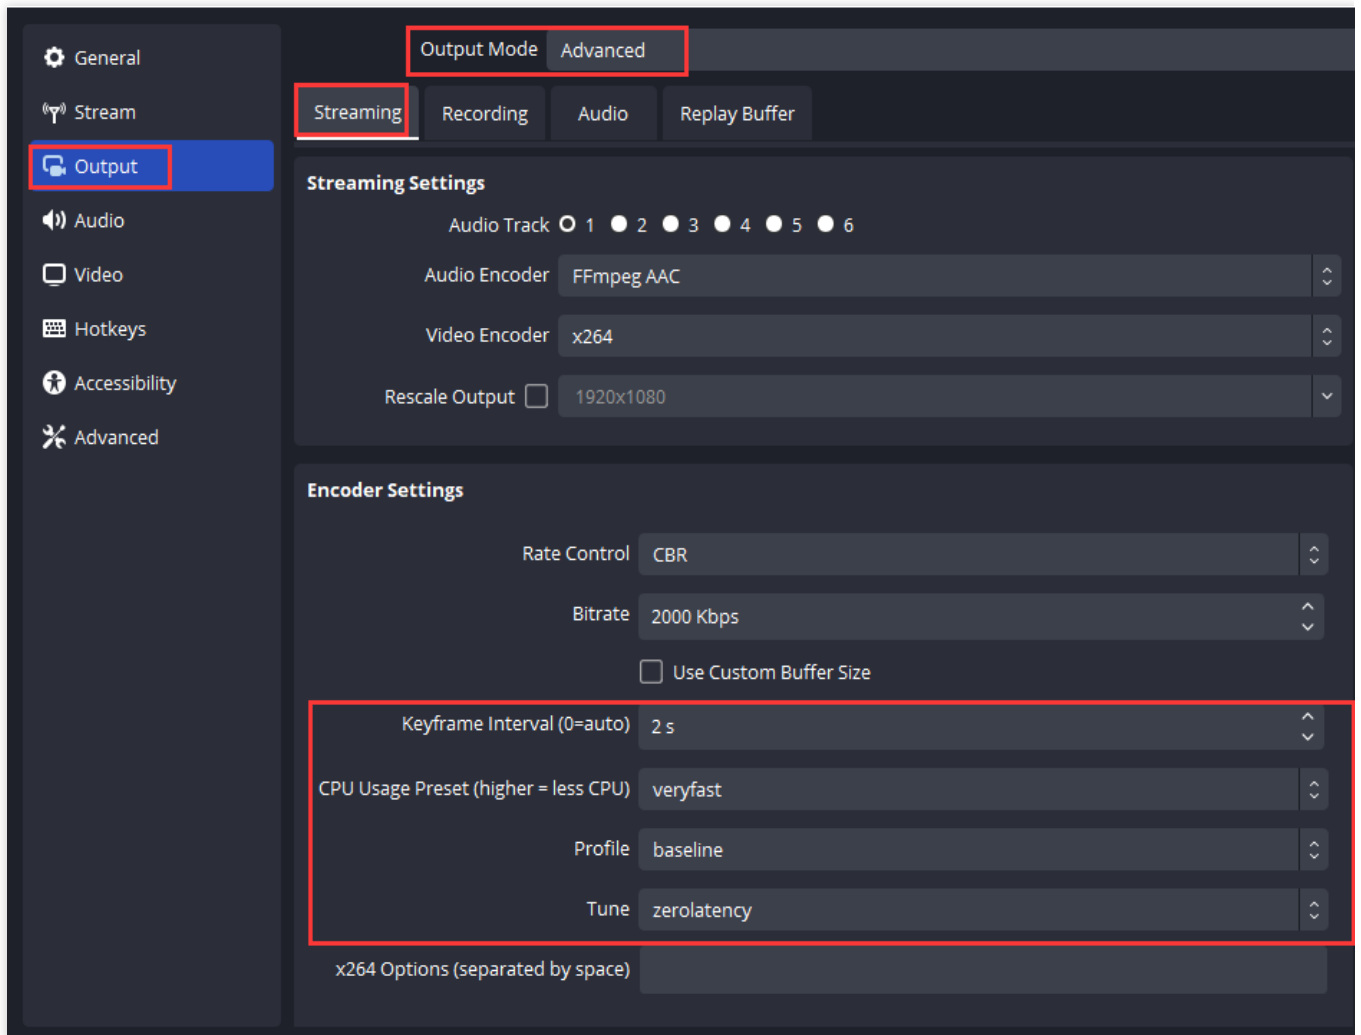 General
Stream
Output
Audio
Video
Hotkeys
Accessibility
Advanced
Output Mode Advanced
Streaming Recording Audio Replay Buffer
Streaming Settings
Audio Track 1 2 3 4 5 6
Audio Encoder FFmpeg AAC
Video Encoder x264
Rescale Output 1920x1080
Encoder Settings
Rate Control CBR
Bitrate 2000 Kbps
Use Custom Buffer Size
Keyframe Interval (0=auto) 2 s
CPU Usage Preset (higher = less CPU) veryfast
Profile baseline
Tune zerolatency
x264 Options (separated by space)